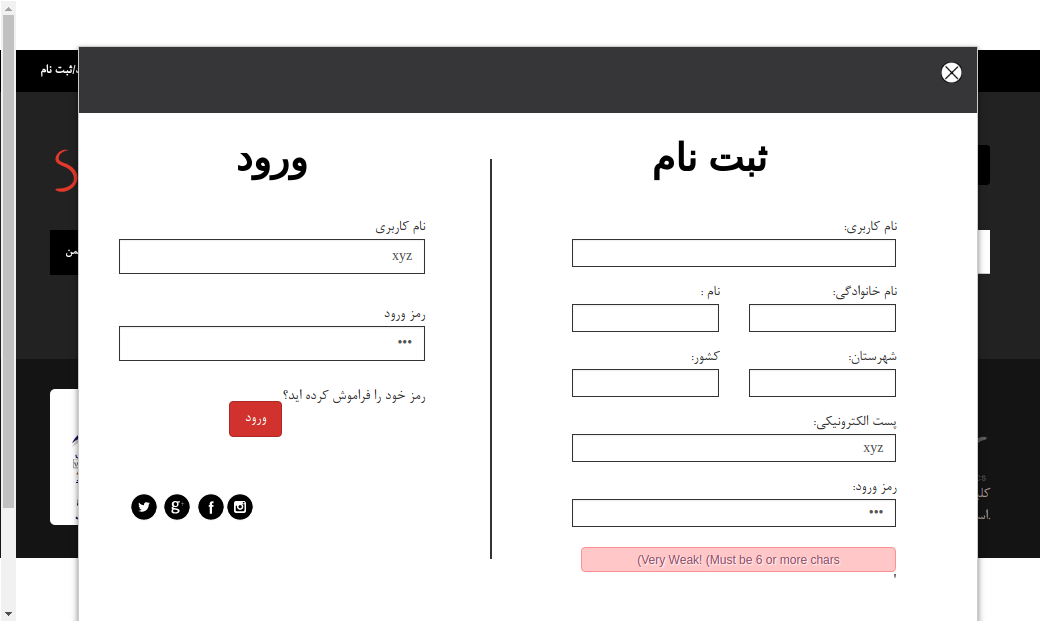 ثبت نام
ورود
نام کاربری:
نام خانوادگی:
نام :
شهرستان:
کشور:
پست الکترونیکی:
xyz
رمز ورود:
•••
(Very Weak! (Must be 6 or more chars
'
نام کاربری
xyz
رمز ورود
•••
رمز خود را فراموش کرده اید؟
ورود
/ثبت نام